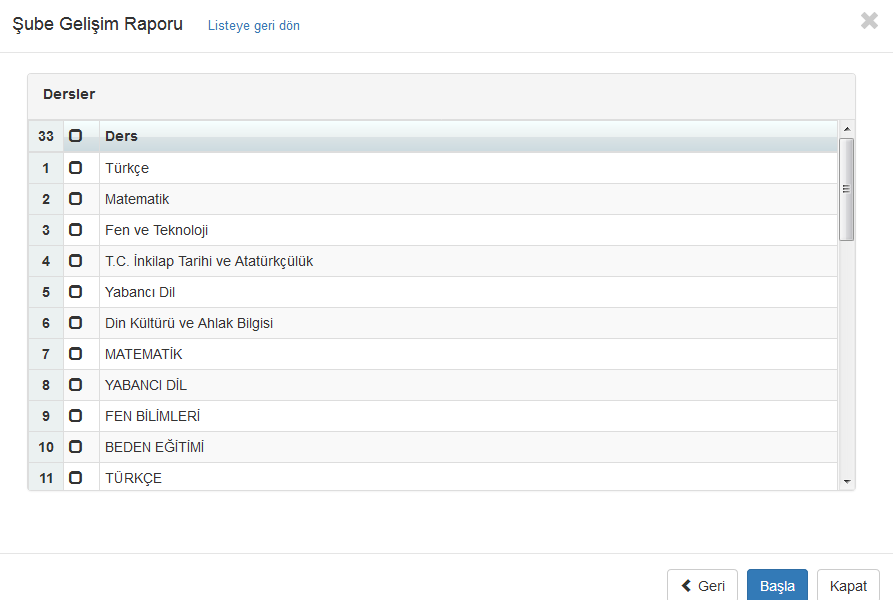 Şube Gelişim Raporu Listeye geri dön
Dersler
33 Ders
1 Türkçe
2 Matematik
3 Fen ve Teknoloji
4 T.C. İnkilap Tarihi ve Atatürkçülük
5 Yabancı Dil
6 Din Kültürü ve Ahlak Bilgisi
7 MATEMATİK
8 YABANCI DİL
9 FEN BİLİMLERİ
10 BEDEN EĞİTİMİ
11 TÜRKÇE
Geri Başla Kapat